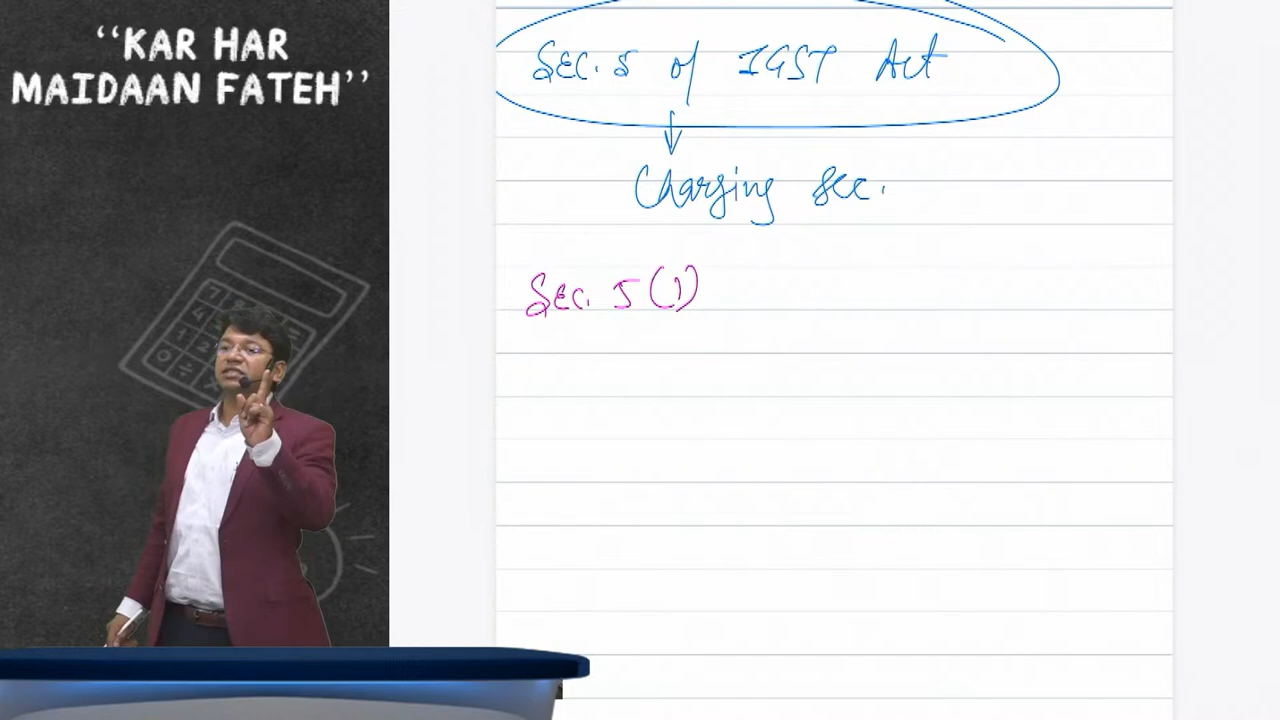 “KAR HAR
MAIDAAN FATEH”
Sec. 5 of IGST Act
Charging Sec.
Sec. 5 (1)